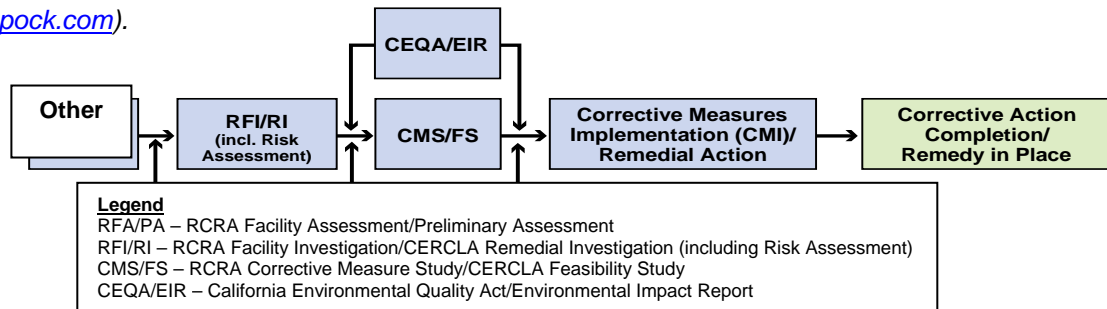 pock.com).
CEQA/EIR
Other
RFI/RI
(incl. Risk
Assessment)
CMS/FS
Corrective Measures
Implementation (CMI)/
Remedial Action
Corrective Action
Completion/
Remedy in Place
Legend
RFA/PA – RCRA Facility Assessment/Preliminary Assessment
RFI/RI – RCRA Facility Investigation/CERCLA Remedial Investigation (including Risk Assessment)
CMS/FS – RCRA Corrective Measure Study/CERCLA Feasibility Study
CEQA/EIR – California Environmental Quality Act/Environmental Impact Report